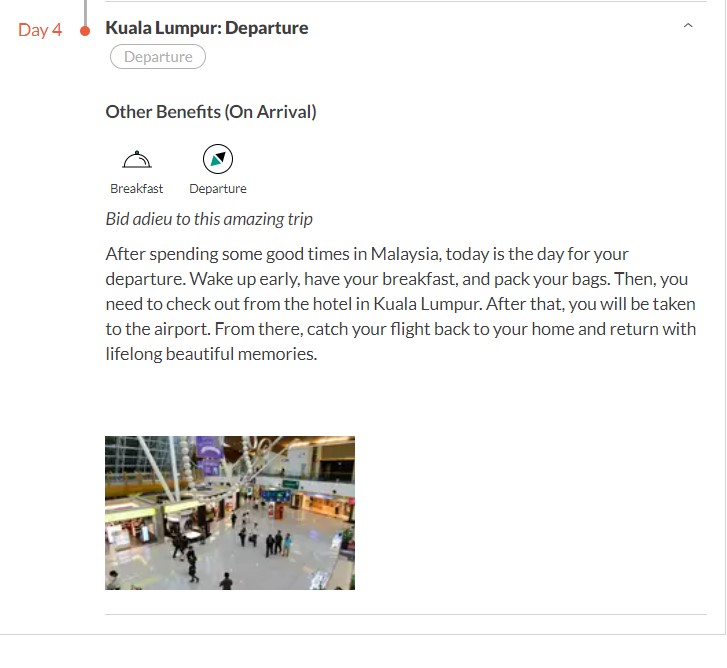 Day 4
Kuala Lumpur: Departure
Departure
Other Benefits (On Arrival)
Breakfast
Departure
Bid adieu to this amazing trip
After spending some good times in Malaysia, today is the day for your
departure. Wake up early, have your breakfast, and pack your bags. Then, you
need to check out from the hotel in Kuala Lumpur. After that, you will be taken
to the airport. From there, catch your flight back to your home and return with
lifelong beautiful memories.